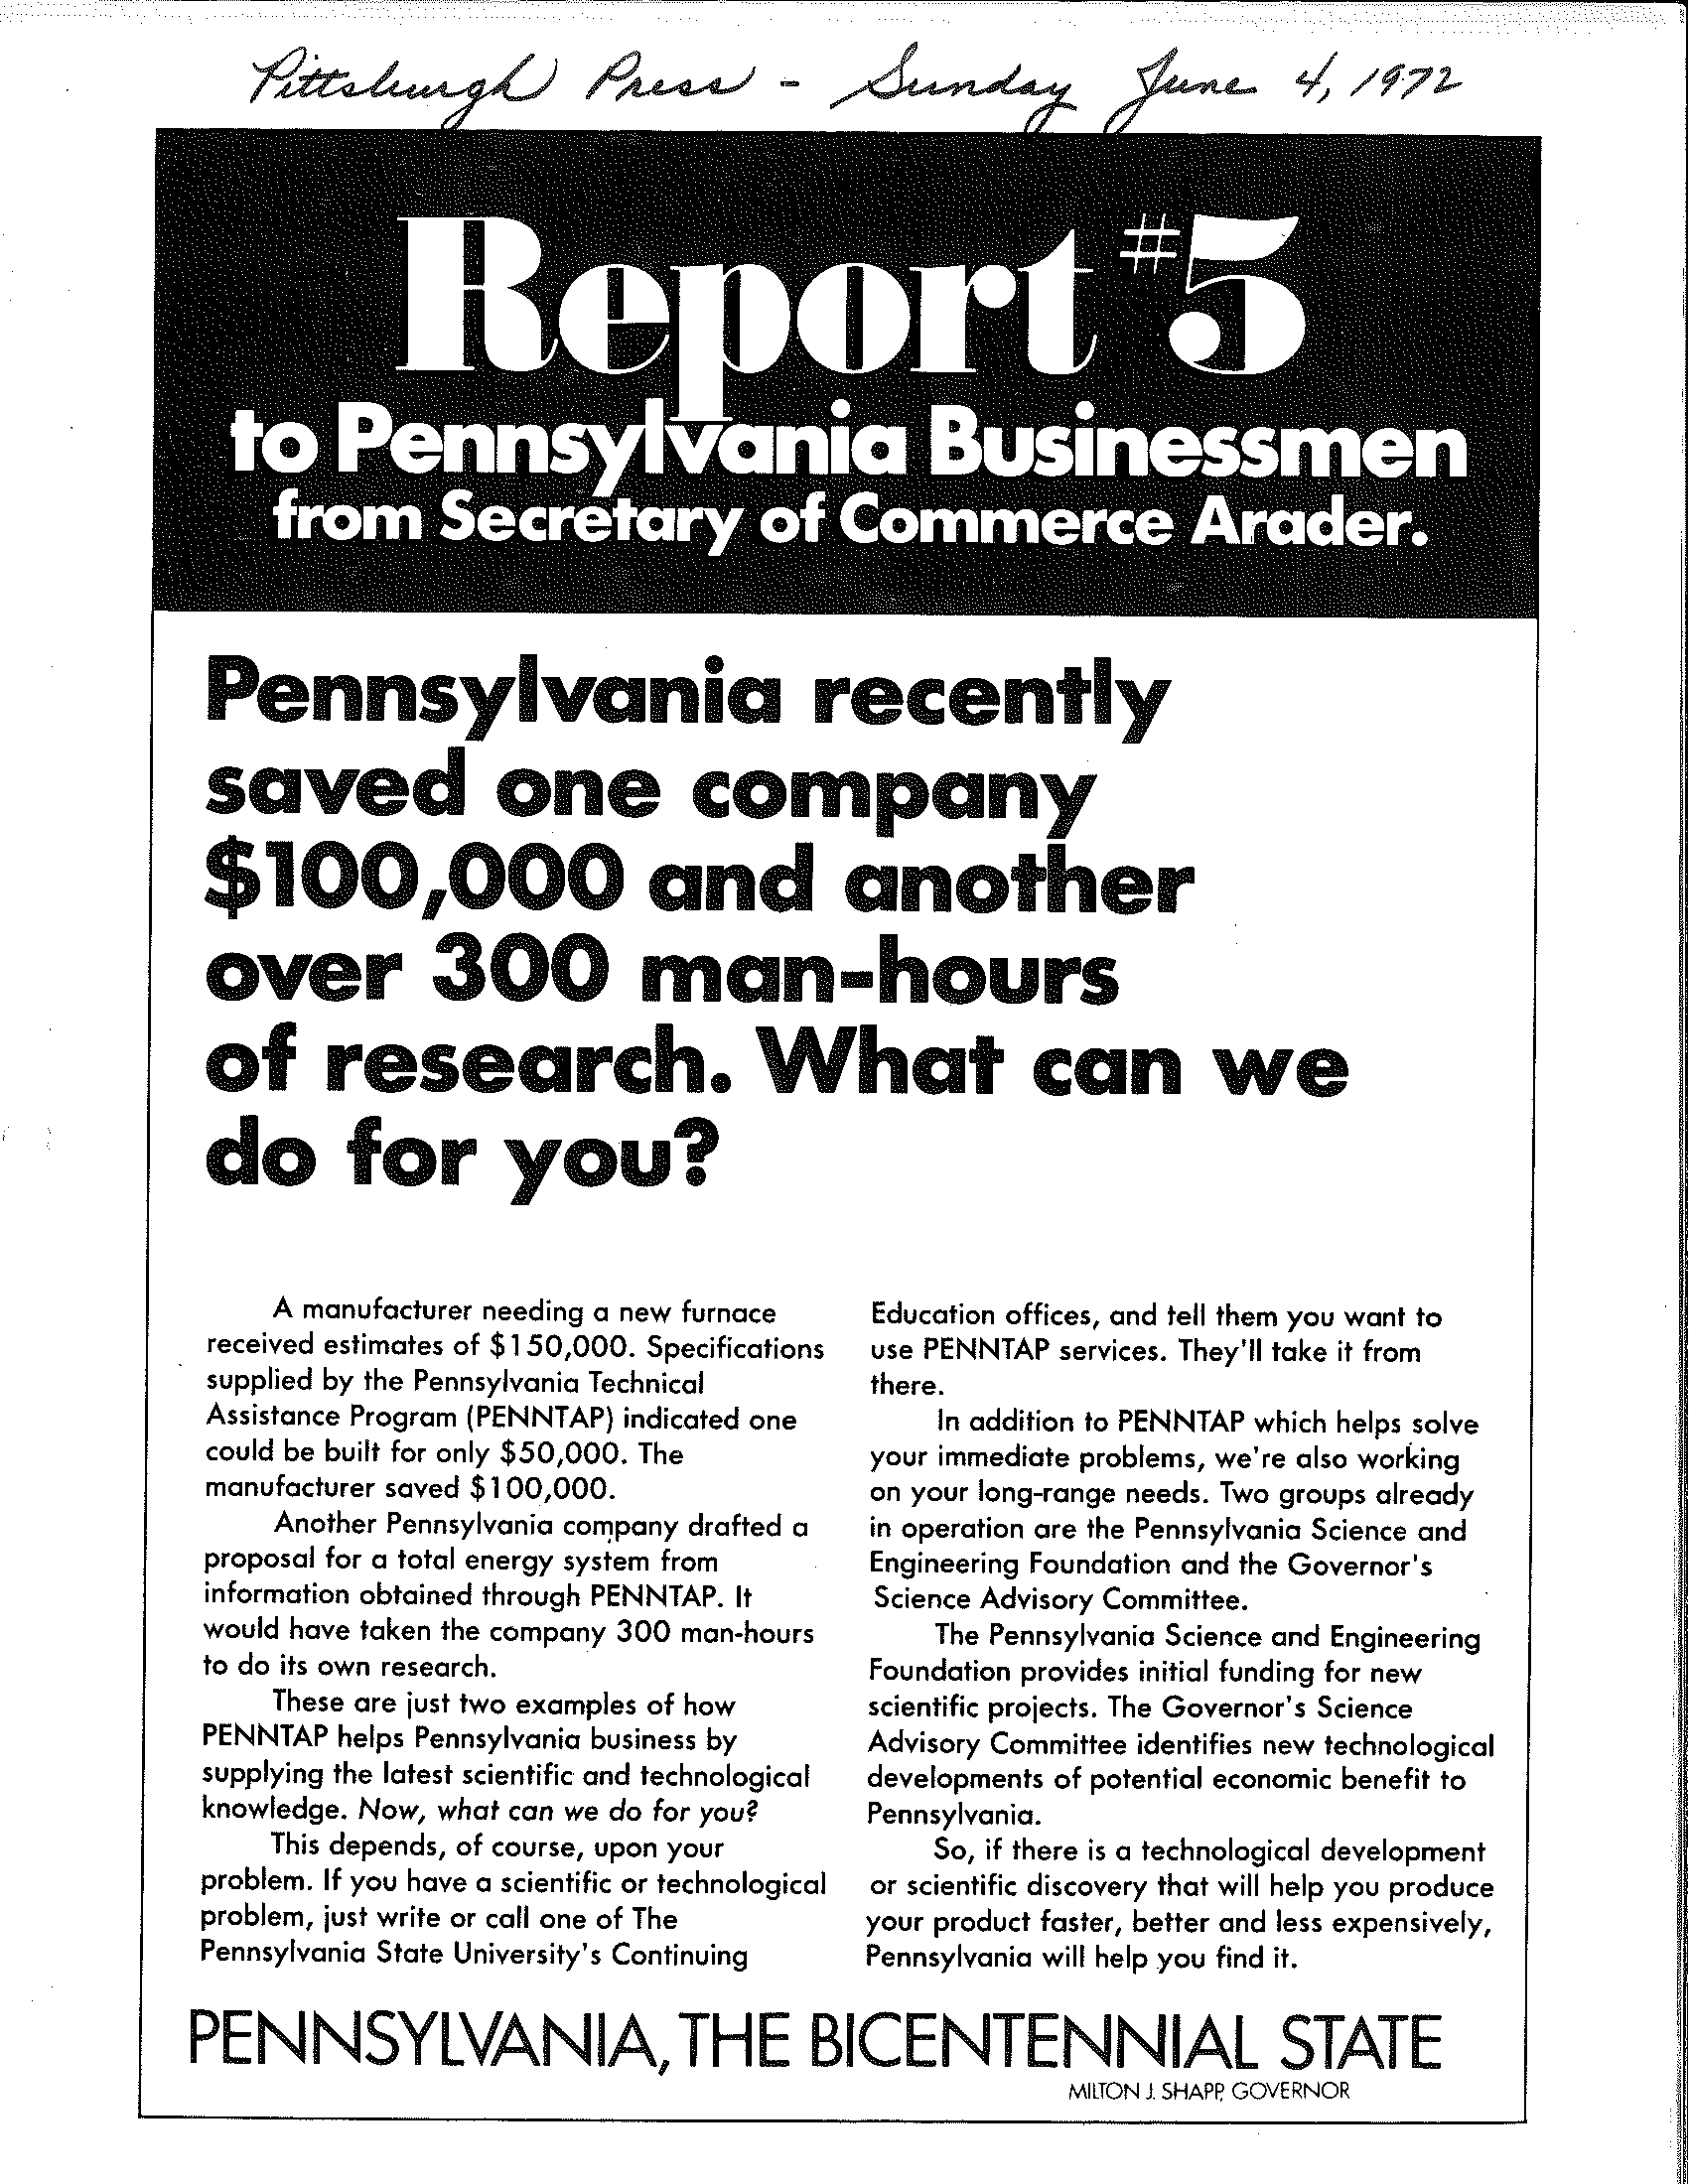 Pittsburgh Press - Sunday June 4, 1972
Report #5
to Pennsylvania Businessmen
from Secretary of Commerce Arader.
Pennsylvania recently
saved one company
$100,000 and another
over 300 man-hours
of research. What can we
do for you?
A manufacturer needing a new furnace
received estimates of $150,000. Specifications
supplied by the Pennsylvania Technical
Assistance Program (PENNTAP) indicated one
could be built for only $50,000. The
manufacturer saved $100,000.
Another Pennsylvania company drafted a
proposal for a total energy system from
information obtained through PENNTAP. It
would have taken the company 300 man-hours
to do its own research.
These are just two examples of how
PENNTAP helps Pennsylvania business by
supplying the latest scientific and technological
knowledge. Now, what can we do for you?
This depends, of course, upon your
problem. If you have a scientific or technological
problem, just write or call one of The
Pennsylvania State University's Continuing
Education offices, and tell them you want to
use PENNTAP services. They'll take it from
there.
In addition to PENNTAP which helps solve
your immediate problems, we're also working
on your long-range needs. Two groups already
in operation are the Pennsylvania Science and
Engineering Foundation and the Governor's
Science Advisory Committee.
The Pennsylvania Science and Engineering
Foundation provides initial funding for new
scientific projects. The Governor's Science
Advisory Committee identifies new technological
developments of potential economic benefit to
Pennsylvania.
So, if there is a technological development
or scientific discovery that will help you produce
your product faster, better and less expensively,
Pennsylvania will help you find it.
PENNSYLVANIA, THE BICENTENNIAL STATE
MILTON J. SHAPP, GOVERNOR